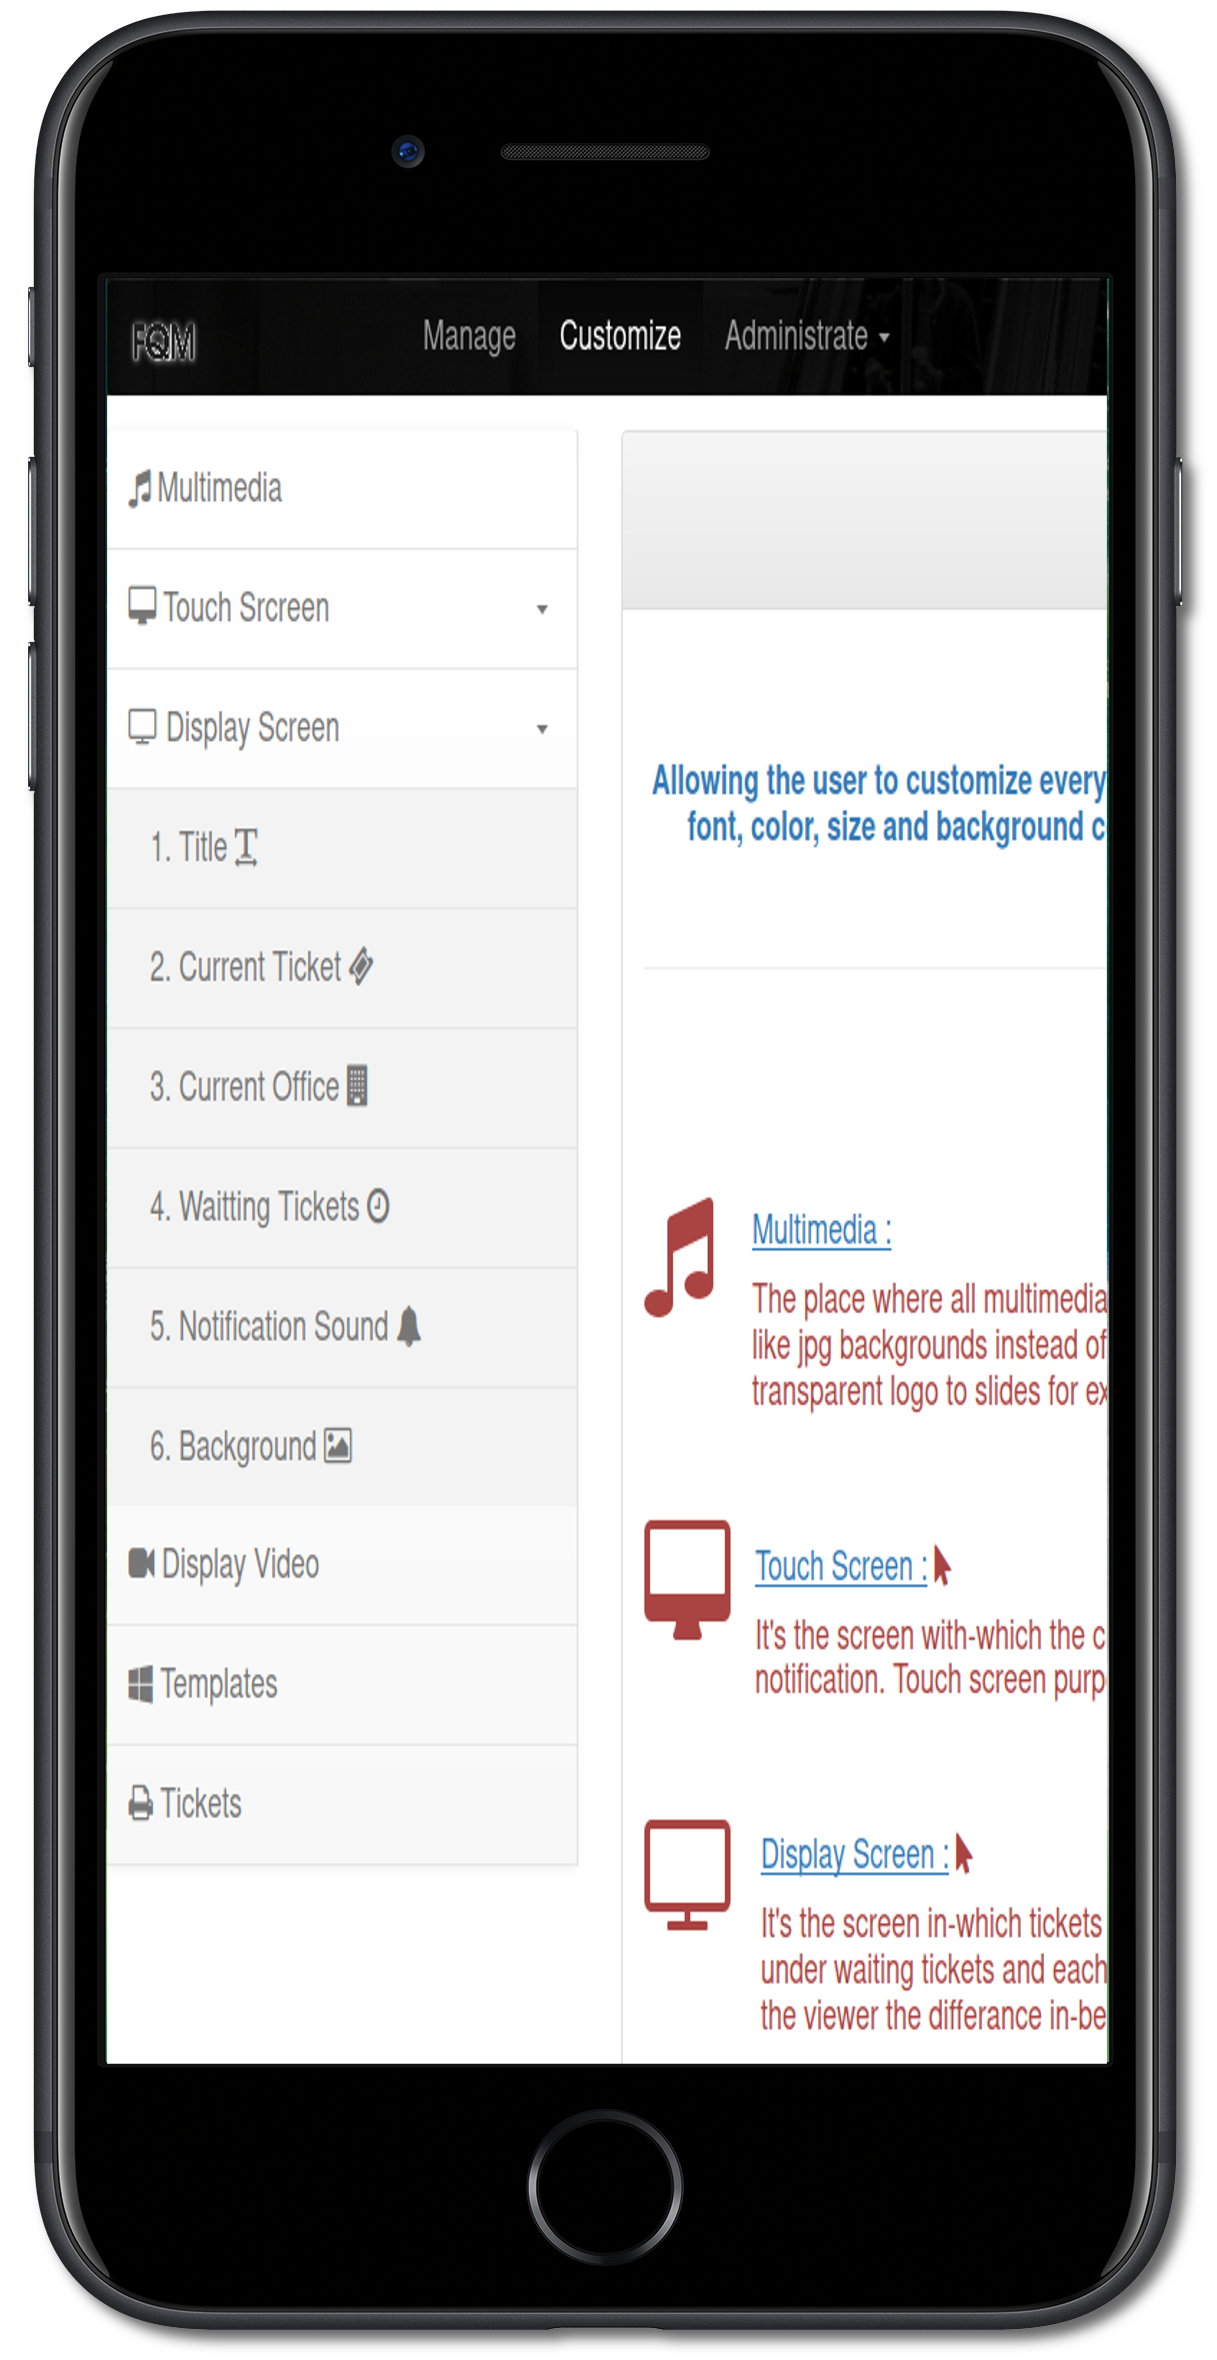 FQM
Manage Customize Administrate
Multimedia
Touch Srcreen
Display Screen
1. Title
2. Current Ticket
3. Current Office
4. Waitting Tickets
5. Notification Sound
6. Background
Display Video
Templates
Tickets
Allowing the user to customize every
font, color, size and background
Multimedia :
The place where all multimedia
like jpg backgrounds instead of
transparent logo to slides for
Touch Screen :
It's the screen with-which the
notification. Touch screen
Display Screen :
It's the screen in-which tickets
under waiting tickets and each
the viewer the differance